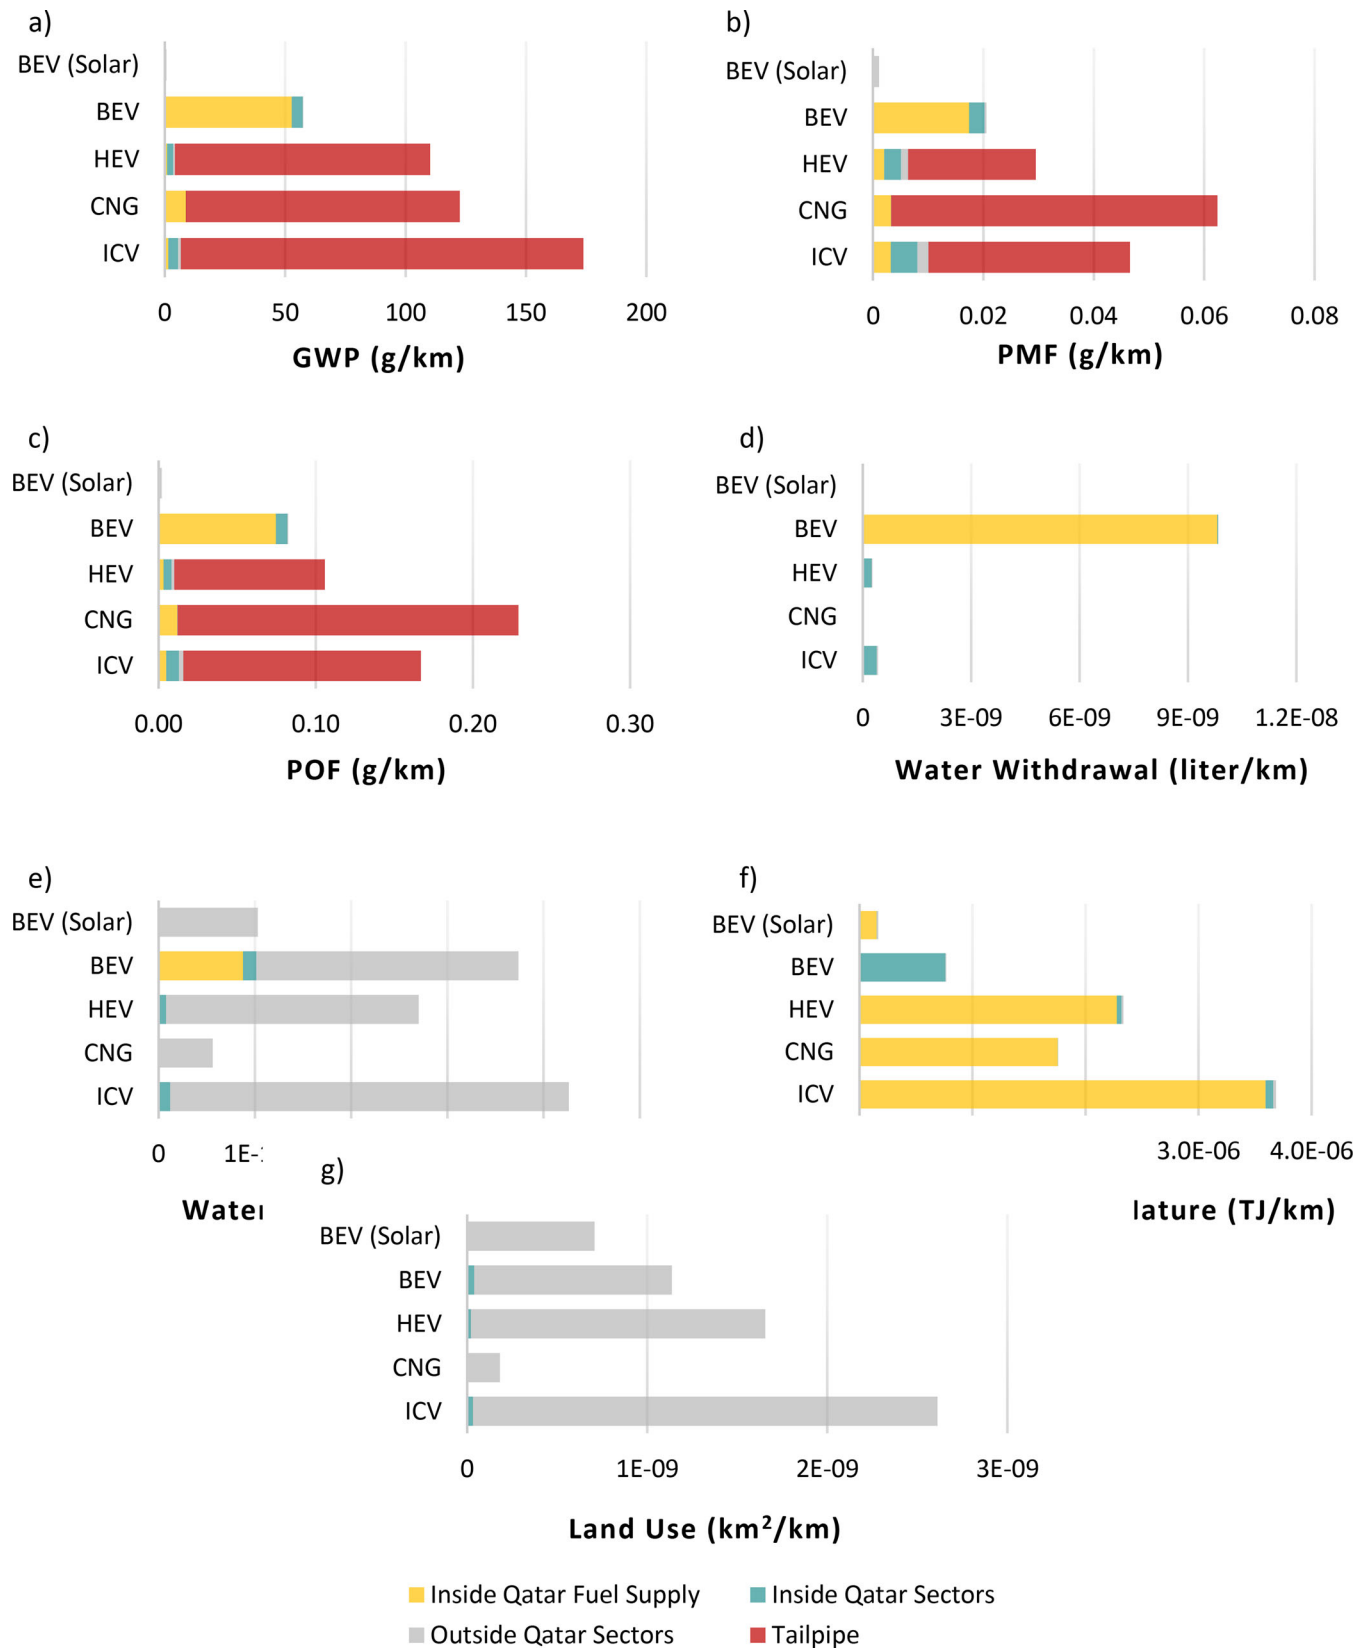 a)
BEV (Solar)
BEV
HEV
CNG
ICV
0 50 100 150 200
GWP (g/km)
b)
BEV (Solar)
BEV
HEV
CNG
ICV
0 0.02 0.04 0.06 0.08
PMF (g/km)
c)
BEV (Solar)
BEV
HEV
CNG
ICV
0.00 0.10 0.20 0.30
POF (g/km)
d)
BEV (Solar)
BEV
HEV
CNG
ICV
0 3E-09 6E-09 9E-09 1.2E-08
Water Withdrawal (liter/km)
e)
BEV (Solar)
BEV
HEV
CNG
ICV
0
Water
f)
BEV (Solar)
BEV
HEV
CNG
ICV
3.0E-06 4.0E-06
(TJ/km)
g)
BEV (Solar)
BEV
HEV
CNG
ICV
0 1E-09 2E-09 3E-09
Land Use (km²/km)
Inside Qatar Fuel Supply
Inside Qatar Sectors
Outside Qatar Sectors
Tailpipe